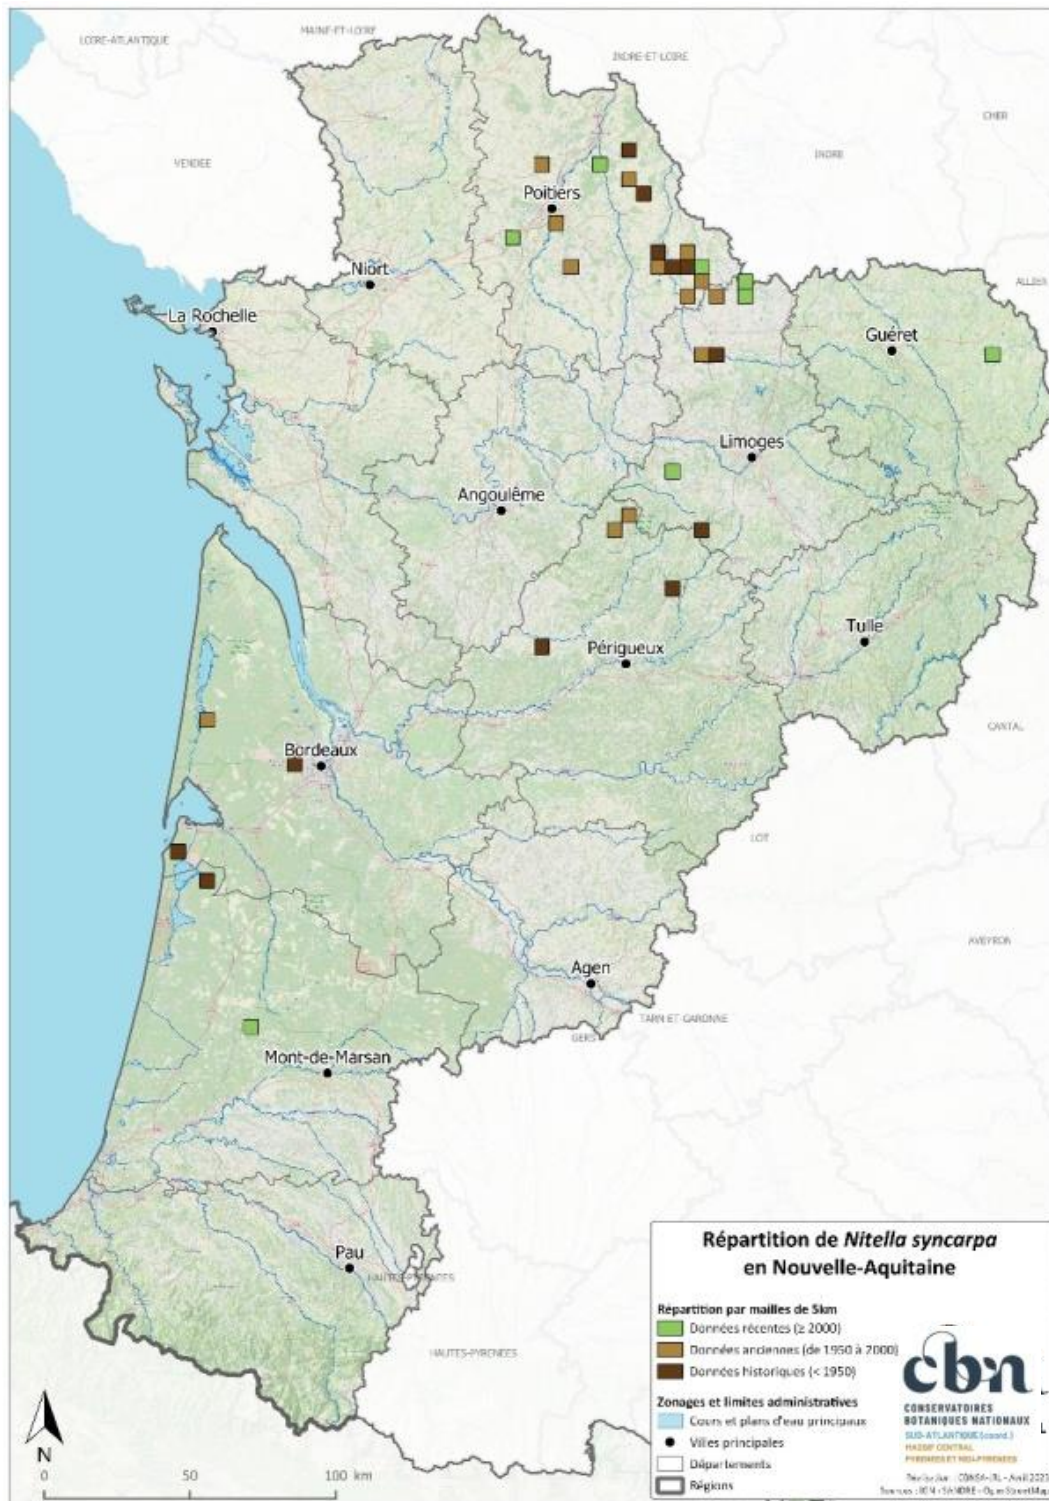 LOIRE-ATLANTIQUE
MAINE-ET-LOIRE
INDRE-ET-LOIRE
CHER
VENDEE
INDRE
Poitiers
Niort
ALLIER
La Rochelle
Guéret
Limoges
Angoulême
Tulle
Périgueux
CANTAL
Bordeaux
LOT
AVEYRON
Agen
TARN-ET-GARONNE
GERS
Mont-de-Marsan
Pau
HAUTES-PYRENEES
HAUTES-PYRENEES
Répartition de Nitella syncarpa
en Nouvelle-Aquitaine
Répartition par mailles de 5km
Données récentes (≥ 2000)
Données anciennes (de 1950 à 2000)
Données historiques (< 1950)
Zonages et limites administratives
Cours et plans d'eau principaux
Villes principales
Départements
Régions
cbn
CONSERVATOIRES
BOTANIQUES NATIONAUX
SUD-ATLANTIQUE (coord.)
MASSIF CENTRAL
PYRENEES ET MIDI-PYRENEES
N
0 50 100 km